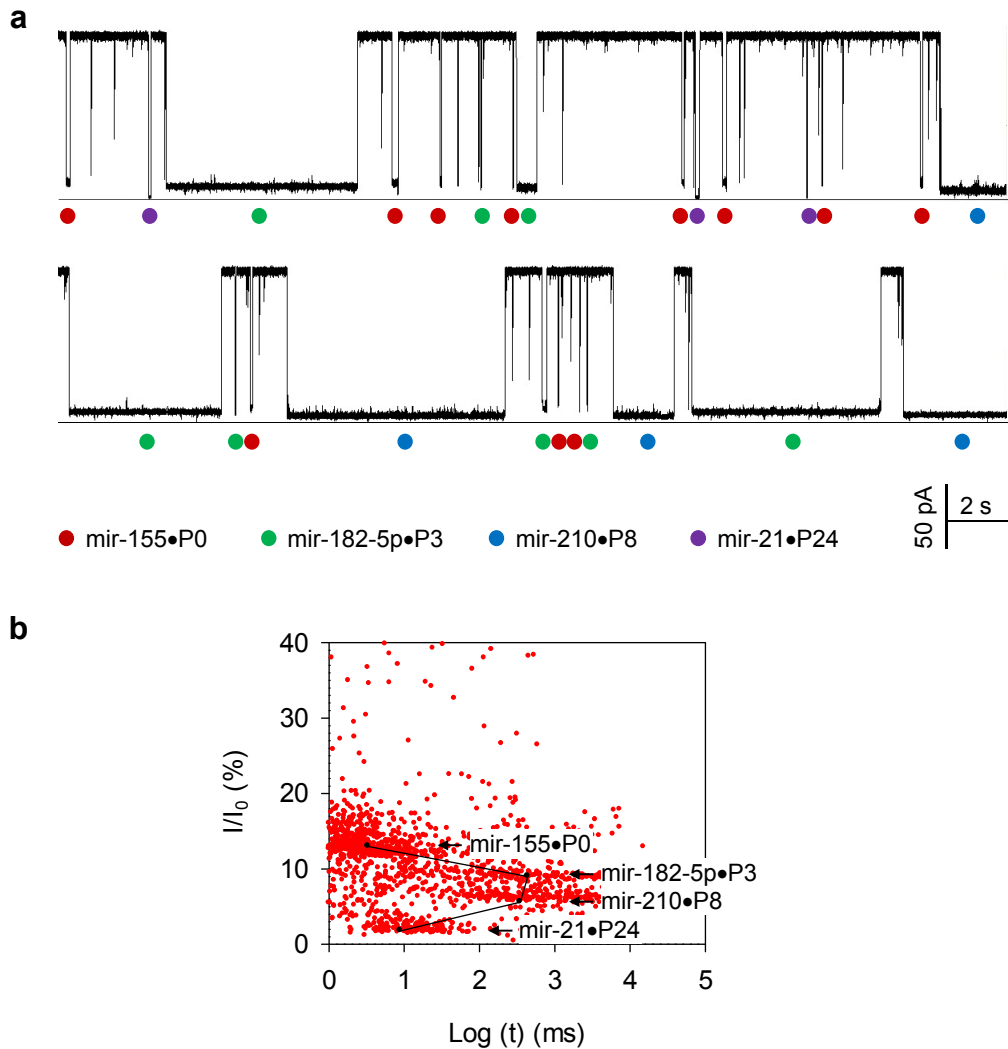 a
50 pA
2 s
mir-155●P0
mir-182-5p●P3
mir-210●P8
mir-21●P24
b
40
30
20
10
0
I/I₀ (%)
mir-155●P0
mir-182-5p●P3
mir-210●P8
mir-21●P24
0 1 2 3 4 5
Log (t) (ms)